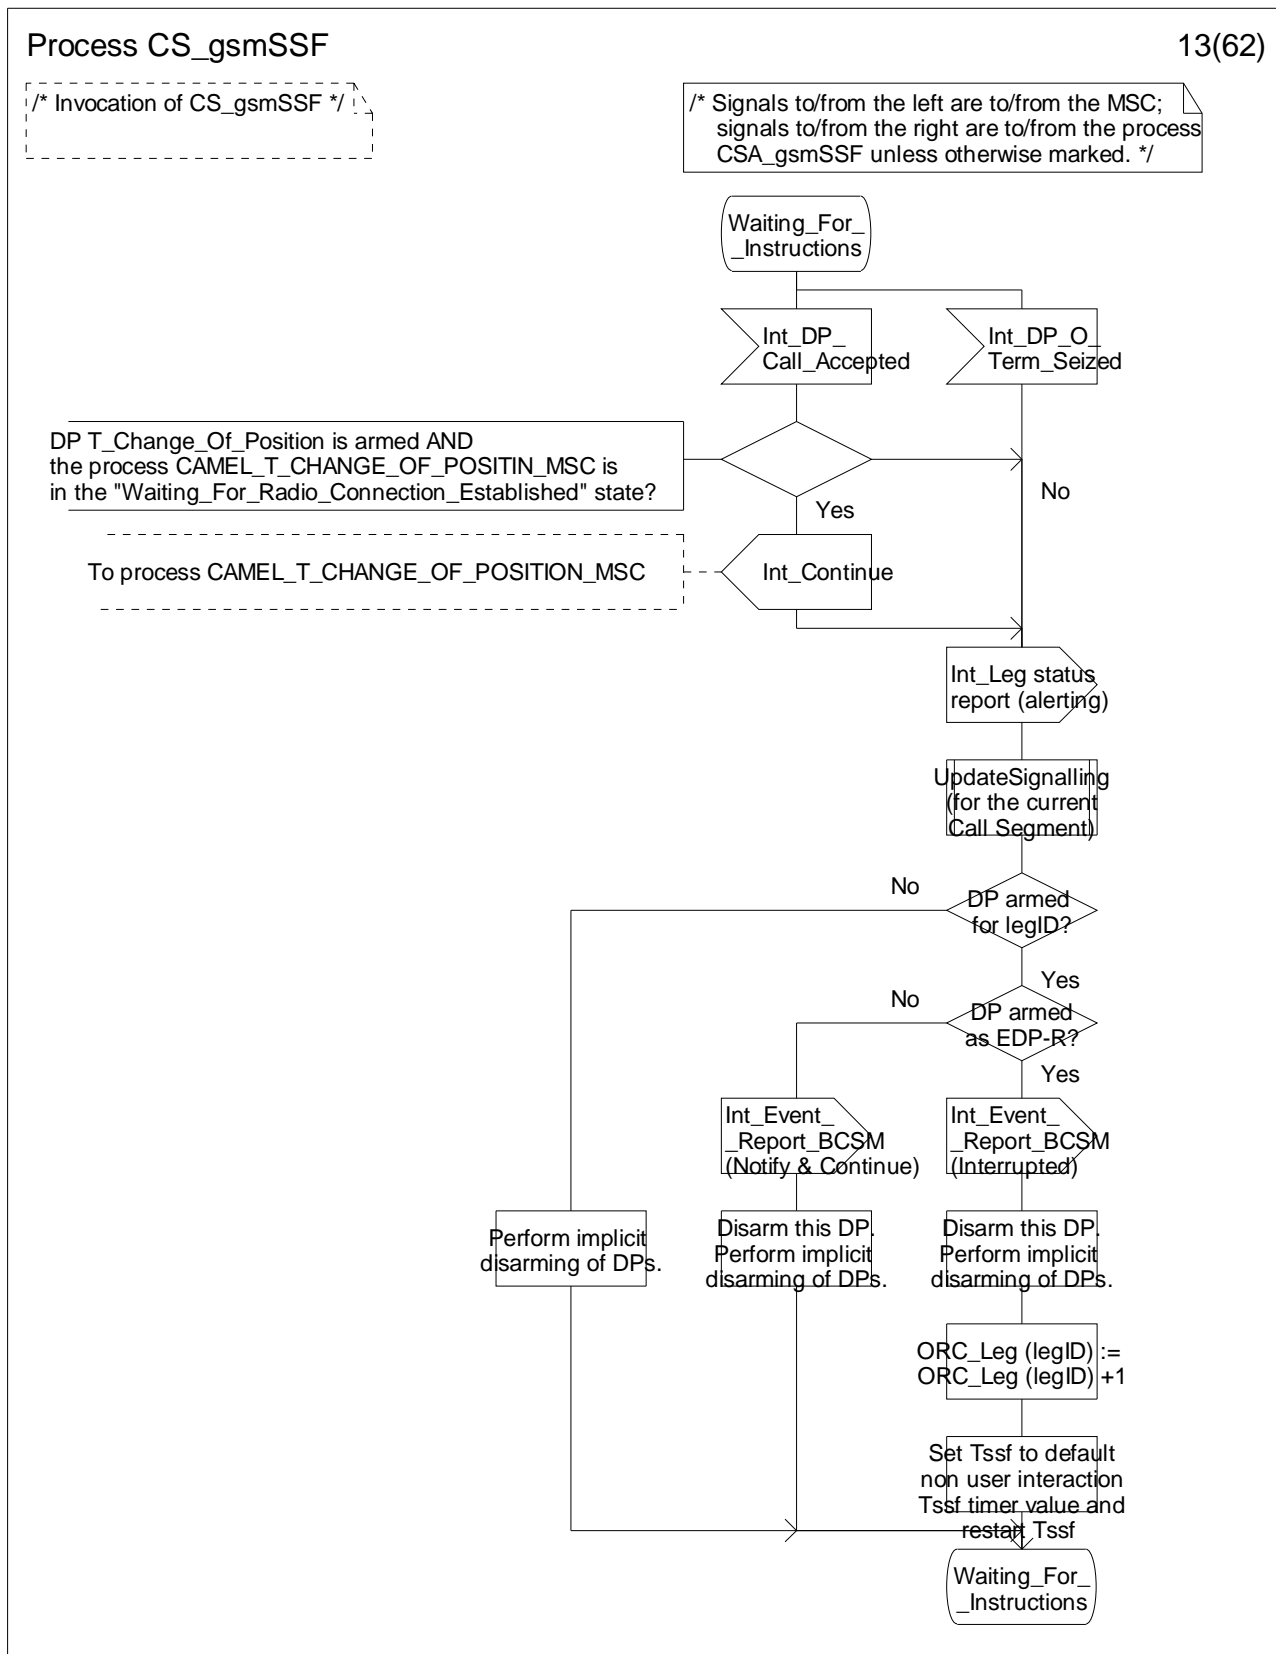 Process CS_gsmSSF
13(62)
/* Invocation of CS_gsmSSF */
/* Signals to/from the left are to/from the MSC;
signals to/from the right are to/from the process
CSA_gsmSSF unless otherwise marked. */
Waiting_For_
_Instructions
Int_DP_
Call_Accepted
Int_DP_O_
Term_Seized
DP T_Change_Of_Position is armed AND
the process CAMEL_T_CHANGE_OF_POSITIN_MSC is
in the "Waiting_For_Radio_Connection_Established" state?
No
Yes
To process CAMEL_T_CHANGE_OF_POSITION_MSC
Int_Continue
Int_Leg status
report (alerting)
UpdateSignalling
(for the current
Call Segment)
No
DP armed
for legID?
Yes
No
DP armed
as EDP-R?
Yes
Int_Event_
_Report_BCSM
(Notify & Continue)
Int_Event_
_Report_BCSM
(Interrupted)
Perform implicit
disarming of DPs.
Disarm this DP.
Perform implicit
disarming of DPs.
Disarm this DP.
Perform implicit
disarming of DPs.
ORC_Leg (legID) :=
ORC_Leg (legID) +1
Set Tssf to default
non user interaction
Tssf timer value and
restart Tssf
Waiting_For_
_Instructions